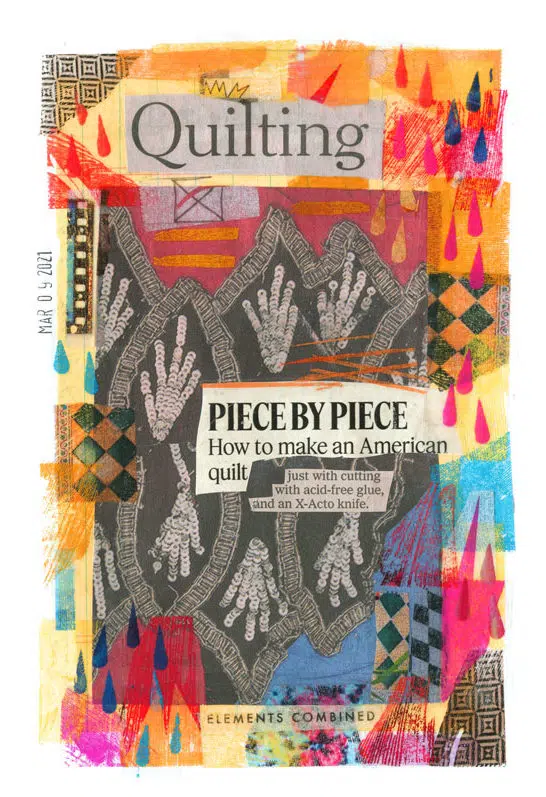 Quilting
MAR 0 9 2021
PIECE BY PIECE
How to make an American
quilt
just with cutting
with acid-free glue,
and an X-Acto knife.
ELEMENTS COMBINED